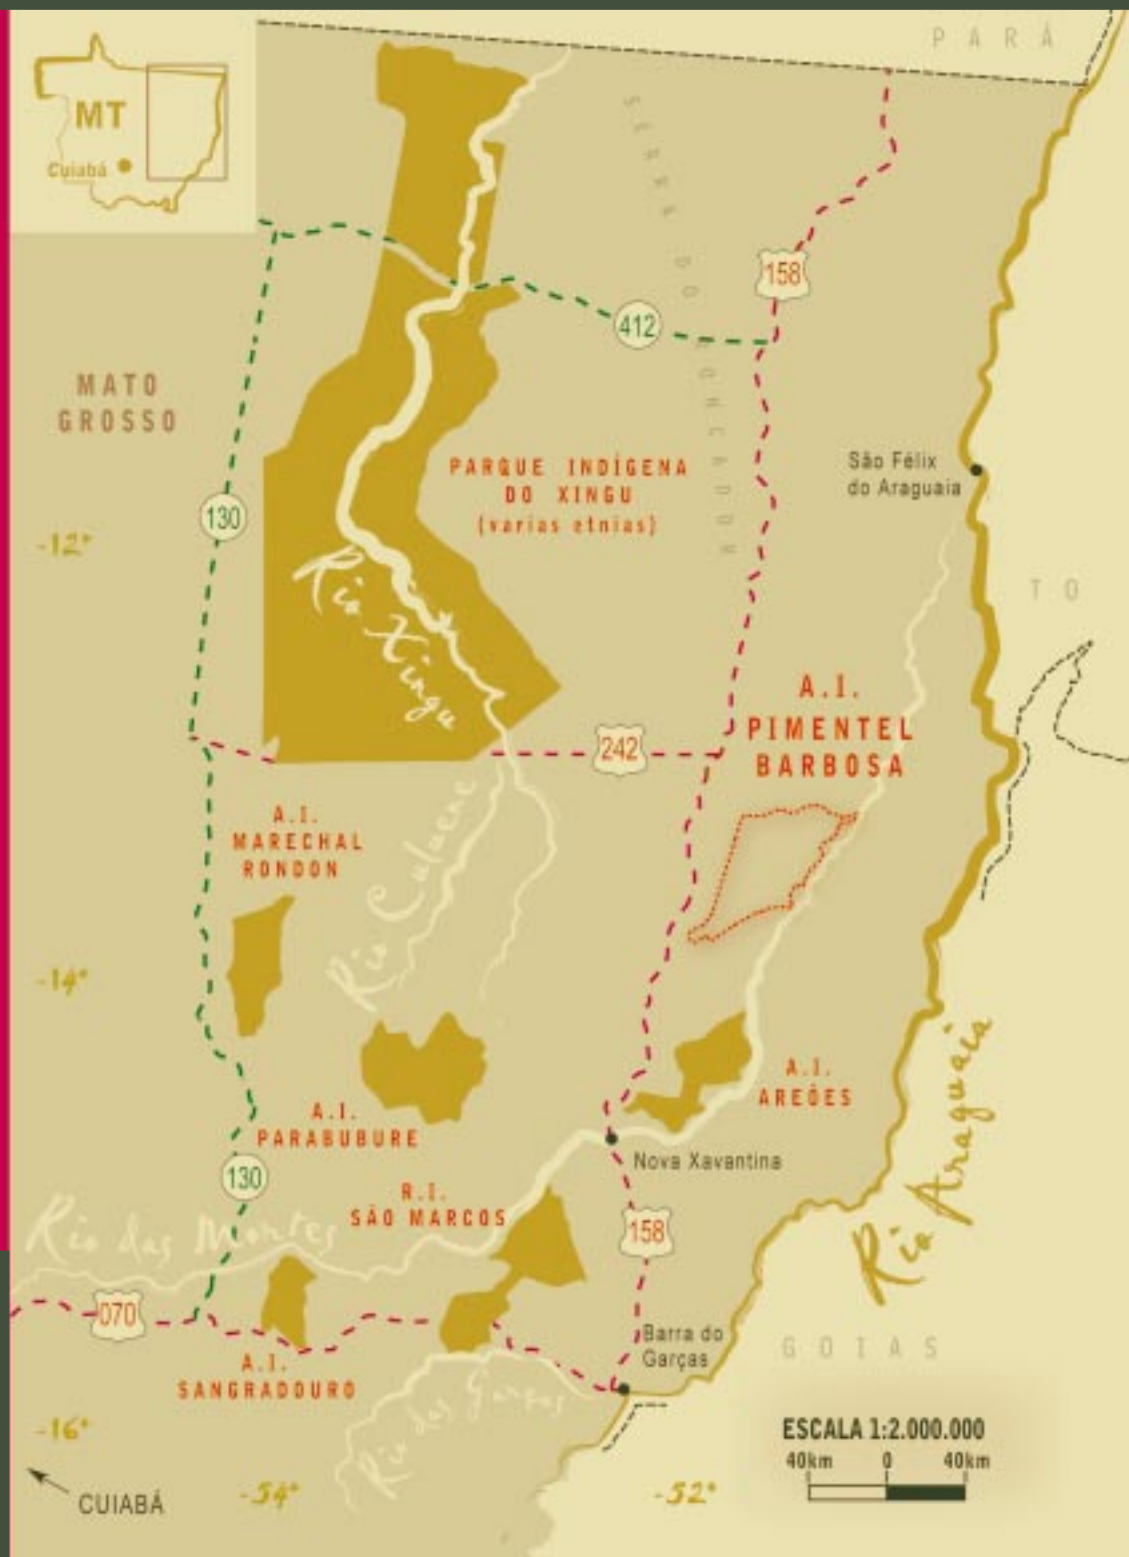 PARÁ
MT
Cuiabá
SERRA DO RONCADOR
158
412
MATO
GROSSO
PARQUE INDÍGENA
DO XINGU
(varias etnias)
São Félix
do Araguaia
130
-12°
Rio Xingu
TO
A.I.
PIMENTEL
BARBOSA
242
A.I.
MARECHAL
RONDON
Rio Culuene
-14°
A.I.
AREÕES
Rio Araguáia
A.I.
PARABUBURE
Nova Xavantina
130
R.I.
SÃO MARCOS
158
Rio das Mortes
070
Barra do
Garças
GOIAS
A.I.
SANGRADOURO
Rio das Garças
-16°
ESCALA 1:2.000.000
40km 0 40km
CUIABÁ
-54°
-52°